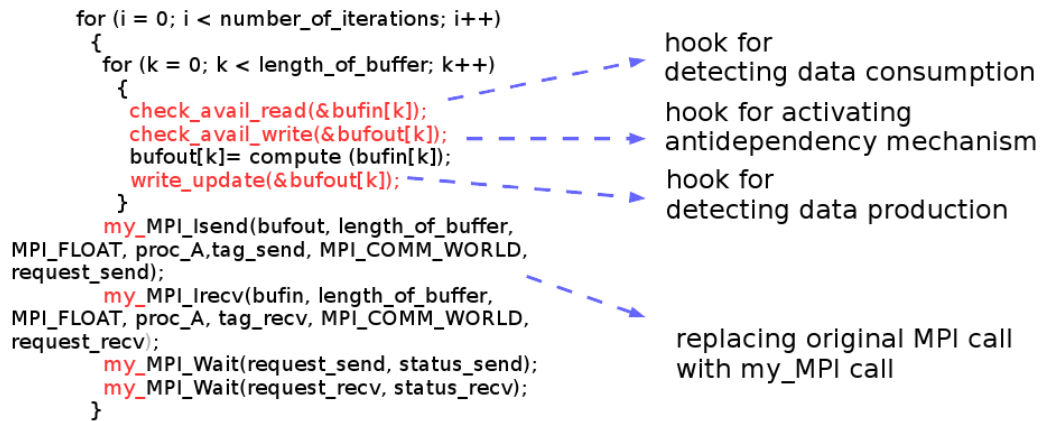 for (i = 0; i < number_of_iterations; i++)
{
for (k = 0; k < length_of_buffer; k++)
{
check_avail_read(&bufin[k]);
check_avail_write(&bufout[k]);
bufout[k]= compute (bufin[k]);
write_update(&bufout[k]);
}
my_MPI_Isend(bufout, length_of_buffer,
MPI_FLOAT, proc_A,tag_send, MPI_COMM_WORLD,
request_send);
my_MPI_Irecv(bufin, length_of_buffer,
MPI_FLOAT, proc_A, tag_recv, MPI_COMM_WORLD,
request_recv);
my_MPI_Wait(request_send, status_send);
my_MPI_Wait(request_recv, status_recv);
}
hook for
detecting data consumption
hook for activating
antidependency mechanism
hook for
detecting data production
replacing original MPI call
with my_MPI call